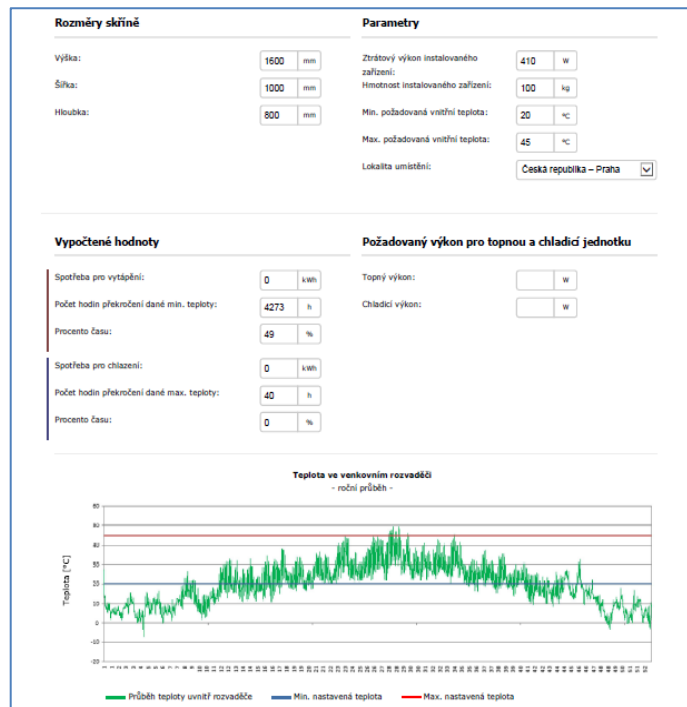 Rozměry skříně
Výška:
1600 mm
Šířka:
1000 mm
Hloubka:
800 mm
Parametry
Ztrátový výkon instalovaného
zařízení:
410 W
Hmotnost instalovaného zařízení:
100 kg
Min. požadovaná vnitřní teplota:
20 °C
Max. požadovaná vnitřní teplota:
45 °C
Lokalita umístění:
Česká republika – Praha
Vypočtené hodnoty
Spotřeba pro vytápění:
0 kWh
Počet hodin překročení dané min. teploty:
4273 h
Procento času:
49 %
Spotřeba pro chlazení:
0 kWh
Počet hodin překročení dané max. teploty:
40 h
Procento času:
0 %
Požadovaný výkon pro topnou a chladicí jednotku
Topný výkon:
W
Chladicí výkon:
W
Teplota ve venkovním rozvaděči
- roční průběh -
Teplota [°C]
10
0
-10
-20
Průběh teploty uvnitř rozvaděče
Min. nastavená teplota
Max. nastavená teplota